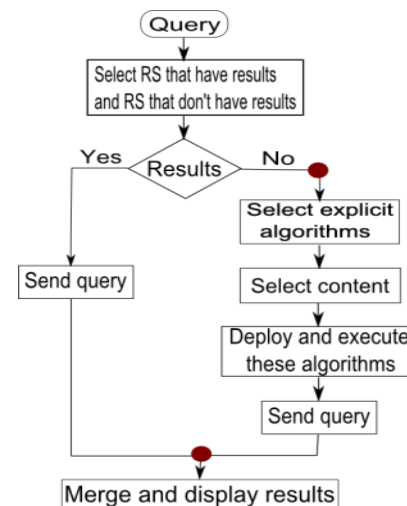 Query
Select RS that have results
and RS that don't have results
Yes
Results
No
Select explicit
algorithms
Send query
Select content
Deploy and execute
these algorithms
Send query
Merge and display results